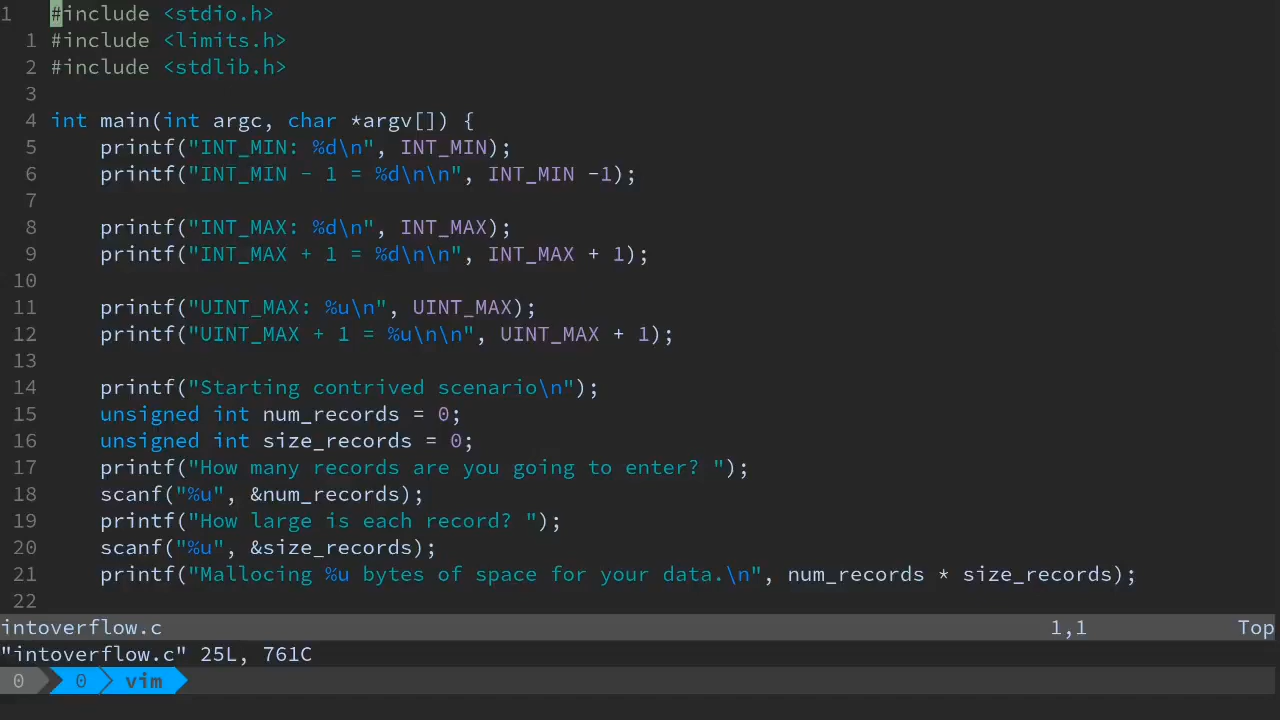 1   #include <stdio.h>
  1 #include <limits.h>
  2 #include <stdlib.h>
  3
  4 int main(int argc, char *argv[]) {
  5     printf("INT_MIN: %d\n", INT_MIN);
  6     printf("INT_MIN - 1 = %d\n\n", INT_MIN -1);
  7
  8     printf("INT_MAX: %d\n", INT_MAX);
  9     printf("INT_MAX + 1 = %d\n\n", INT_MAX + 1);
 10
 11     printf("UINT_MAX: %u\n", UINT_MAX);
 12     printf("UINT_MAX + 1 = %u\n\n", UINT_MAX + 1);
 13
 14     printf("Starting contrived scenario\n");
 15     unsigned int num_records = 0;
 16     unsigned int size_records = 0;
 17     printf("How many records are you going to enter? ");
 18     scanf("%u", &num_records);
 19     printf("How large is each record? ");
 20     scanf("%u", &size_records);
 21     printf("Mallocing %u bytes of space for your data.\n", num_records * size_records);
 22
intoverflow.c 1,1 Top
"intoverflow.c" 25L, 761C
0 0 vim